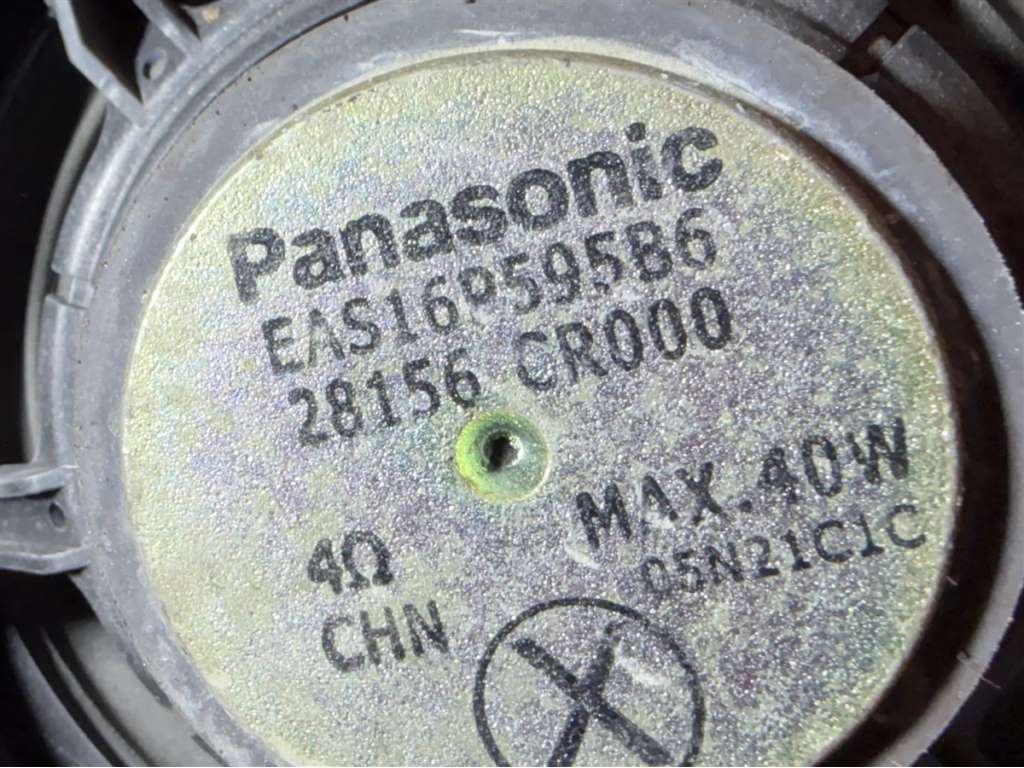 Panasonic
EAS16P595B6
28156 CR000
4Ω
MAX.40W
CHN
05N21C1C
X